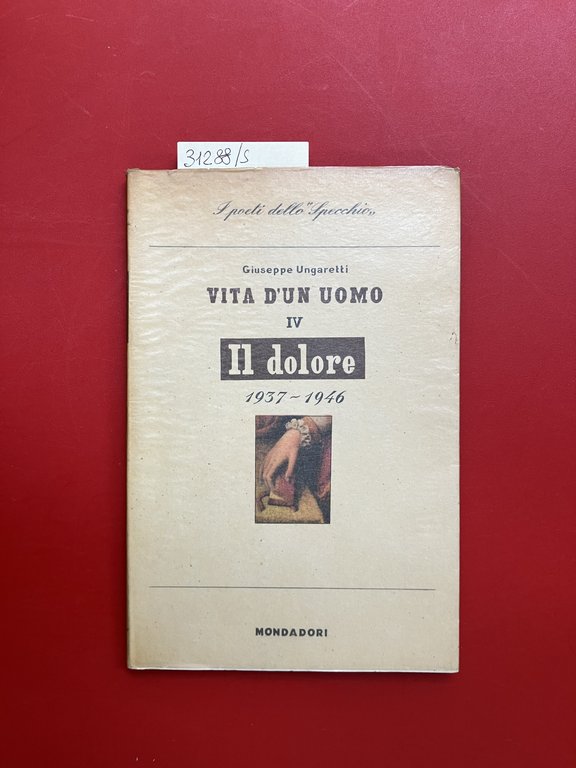 31288/S
I poeti dello "Specchio„
Giuseppe Ungaretti
VITA D'UN UOMO
IV
Il dolore
1937-1946
MONDADORI